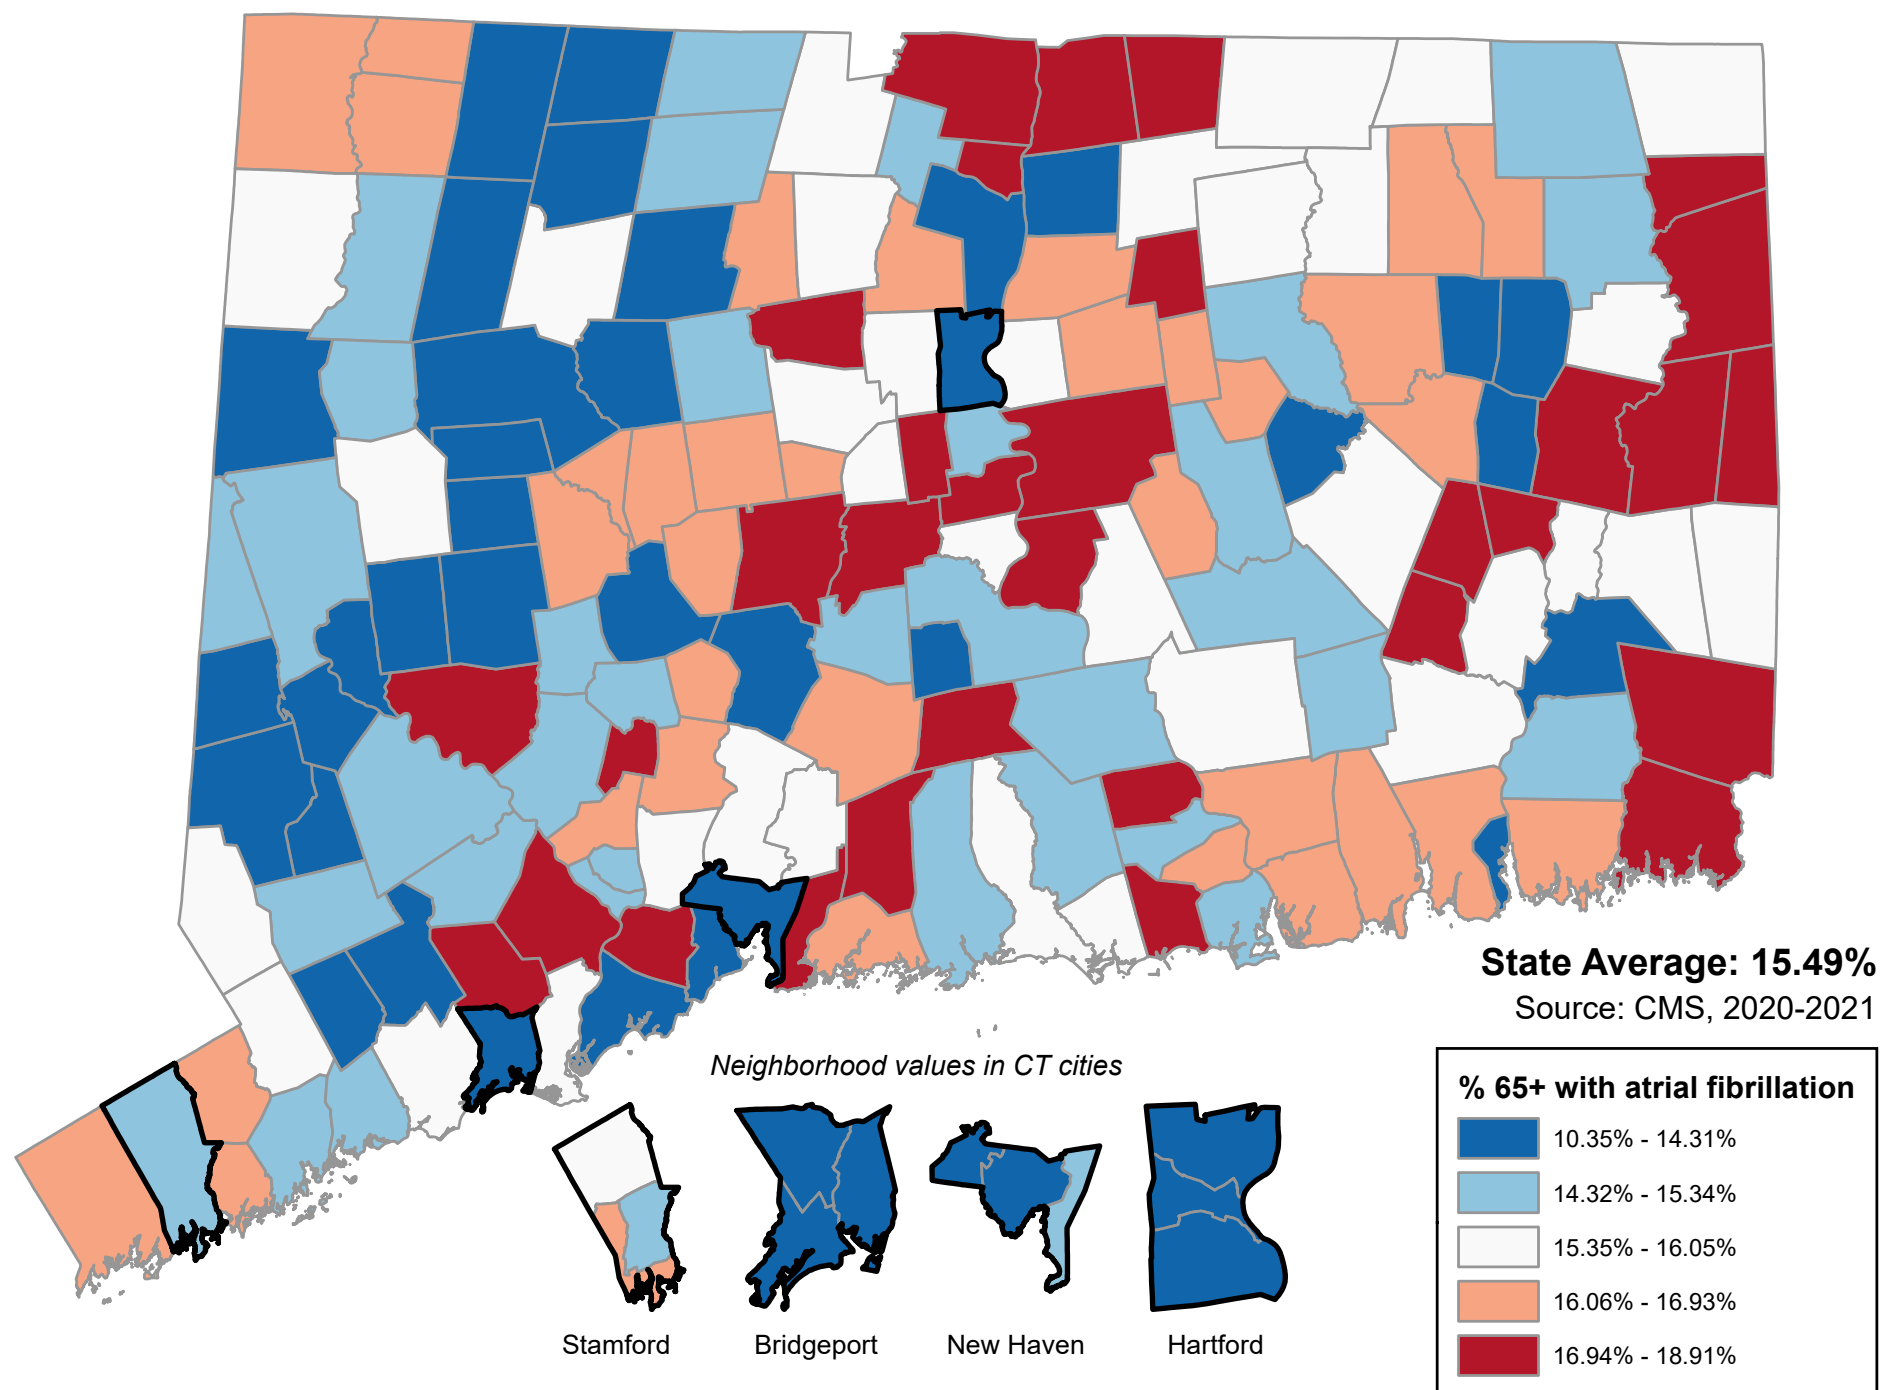 State Average: 15.49%
Source: CMS, 2020-2021
Neighborhood values in CT cities
% 65+ with atrial fibrillation
10.35% - 14.31%
14.32% - 15.34%
15.35% - 16.05%
16.06% - 16.93%
16.94% - 18.91%
Stamford
Bridgeport
New Haven
Hartford